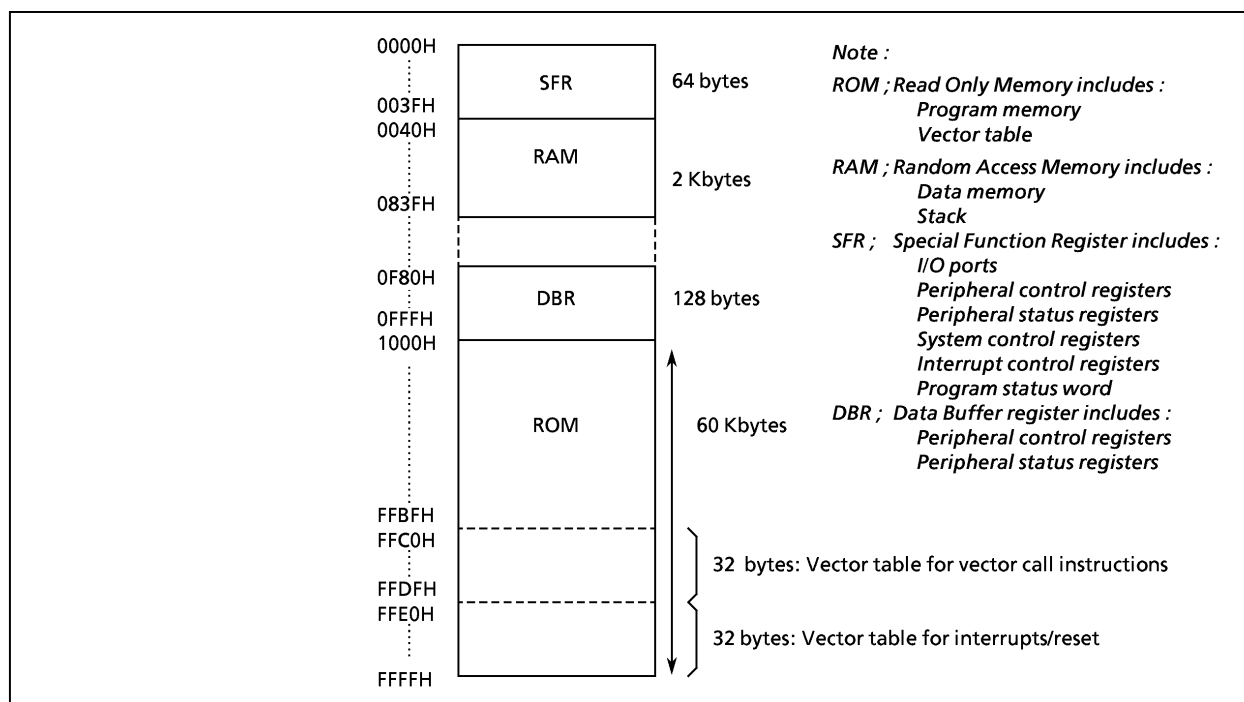 0000H
003FH
0040H
083FH
0F80H
0FFFH
1000H
FFBFH
FFC0H
FFDFH
FFE0H
FFFFH
SFR
RAM
DBR
ROM
64 bytes
2 Kbytes
128 bytes
60 Kbytes
32 bytes: Vector table for vector call instructions
32 bytes: Vector table for interrupts/reset
Note :
ROM ; Read Only Memory includes :
Program memory
Vector table
RAM ; Random Access Memory includes :
Data memory
Stack
SFR ; Special Function Register includes :
I/O ports
Peripheral control registers
Peripheral status registers
System control registers
Interrupt control registers
Program status word
DBR ; Data Buffer register includes :
Peripheral control registers
Peripheral status registers